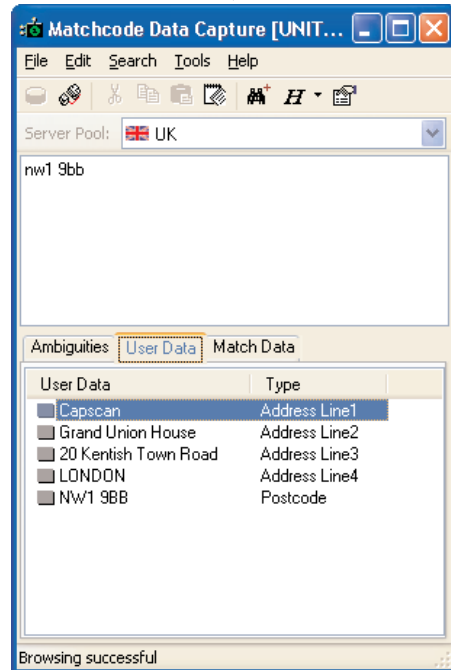 Matchcode Data Capture [UNIT...
File Edit Search Tools Help
H
Server Pool: UK
nw1 9bb
Ambiguities User Data Match Data
User Data Type
Capscan Address Line1
Grand Union House Address Line2
20 Kentish Town Road Address Line3
LONDON Address Line4
NW1 9BB Postcode
Browsing successful